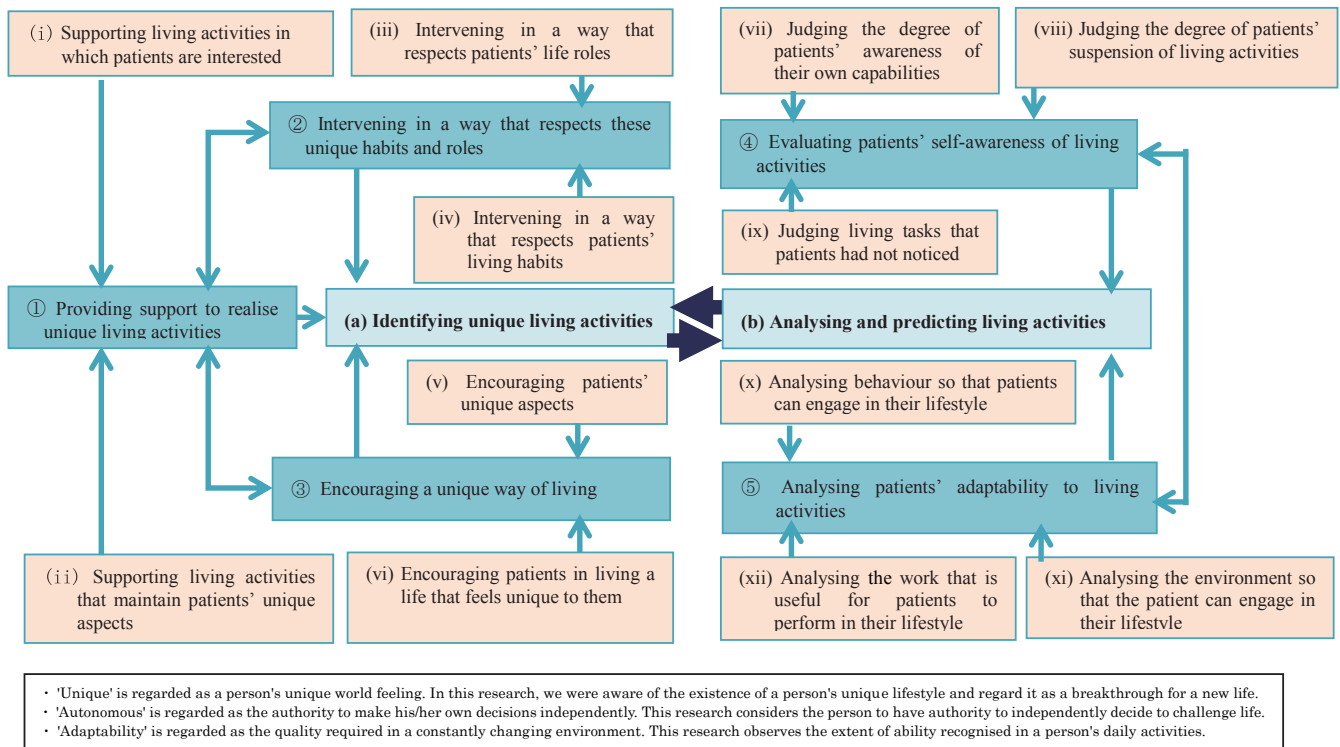 (i) Supporting living activities in
which patients are interested
(iii) Intervening in a way that
respects patients' life roles
(vii) Judging the degree of
patients' awareness of
their own capabilities
(viii) Judging the degree of patients'
suspension of living activities
② Intervening in a way that respects these
unique habits and roles
④ Evaluating patients' self-awareness of living
activities
(iv) Intervening in a way
that respects patients'
living habits
(ix) Judging living tasks that
patients had not noticed
① Providing support to realise
unique living activities
(a) Identifying unique living activities
(b) Analysing and predicting living activities
(v) Encouraging patients'
unique aspects
(x) Analysing behaviour so that patients
can engage in their lifestyle
③ Encouraging a unique way of living
⑤ Analysing patients' adaptability to living
activities
(ii) Supporting living activities
that maintain patients' unique
aspects
(vi) Encouraging patients in living a
life that feels unique to them
(xii) Analysing the work that is
useful for patients to
perform in their lifestyle
(xi) Analysing the environment so
that the patient can engage in
their lifestyle
・ 'Unique' is regarded as a person's unique world feeling. In this research, we were aware of the existence of a person's unique lifestyle and regard it as a breakthrough for a new life.
・ 'Autonomous' is regarded as the authority to make his/her own decisions independently. This research considers the person to have authority to independently decide to challenge life.
・ 'Adaptability' is regarded as the quality required in a constantly changing environment. This research observes the extent of ability recognised in a person's daily activities.